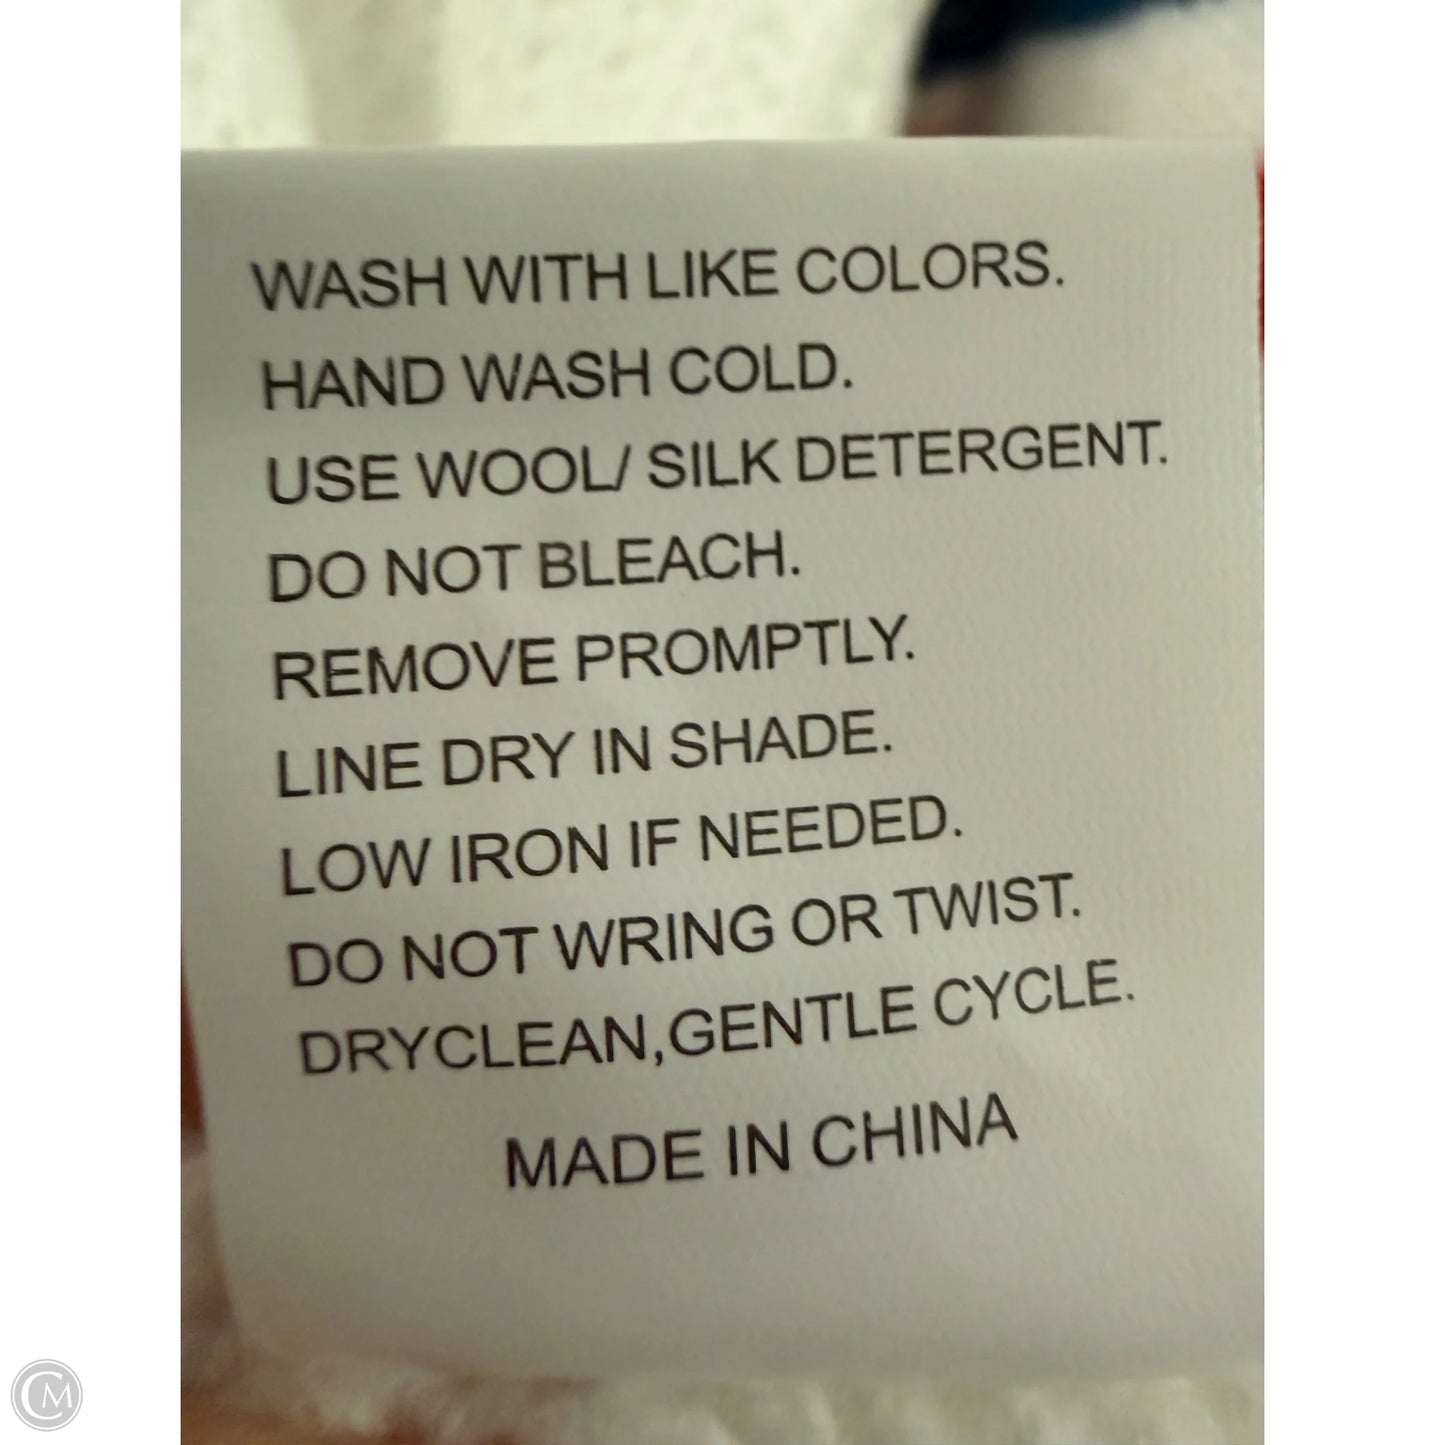 WASH WITH LIKE COLORS.
HAND WASH COLD.
USE WOOL/ SILK DETERGENT.
DO NOT BLEACH.
REMOVE PROMPTLY.
LINE DRY IN SHADE.
LOW IRON IF NEEDED.
DO NOT WRING OR TWIST.
DRYCLEAN,GENTLE CYCLE.
MADE IN CHINA
CM